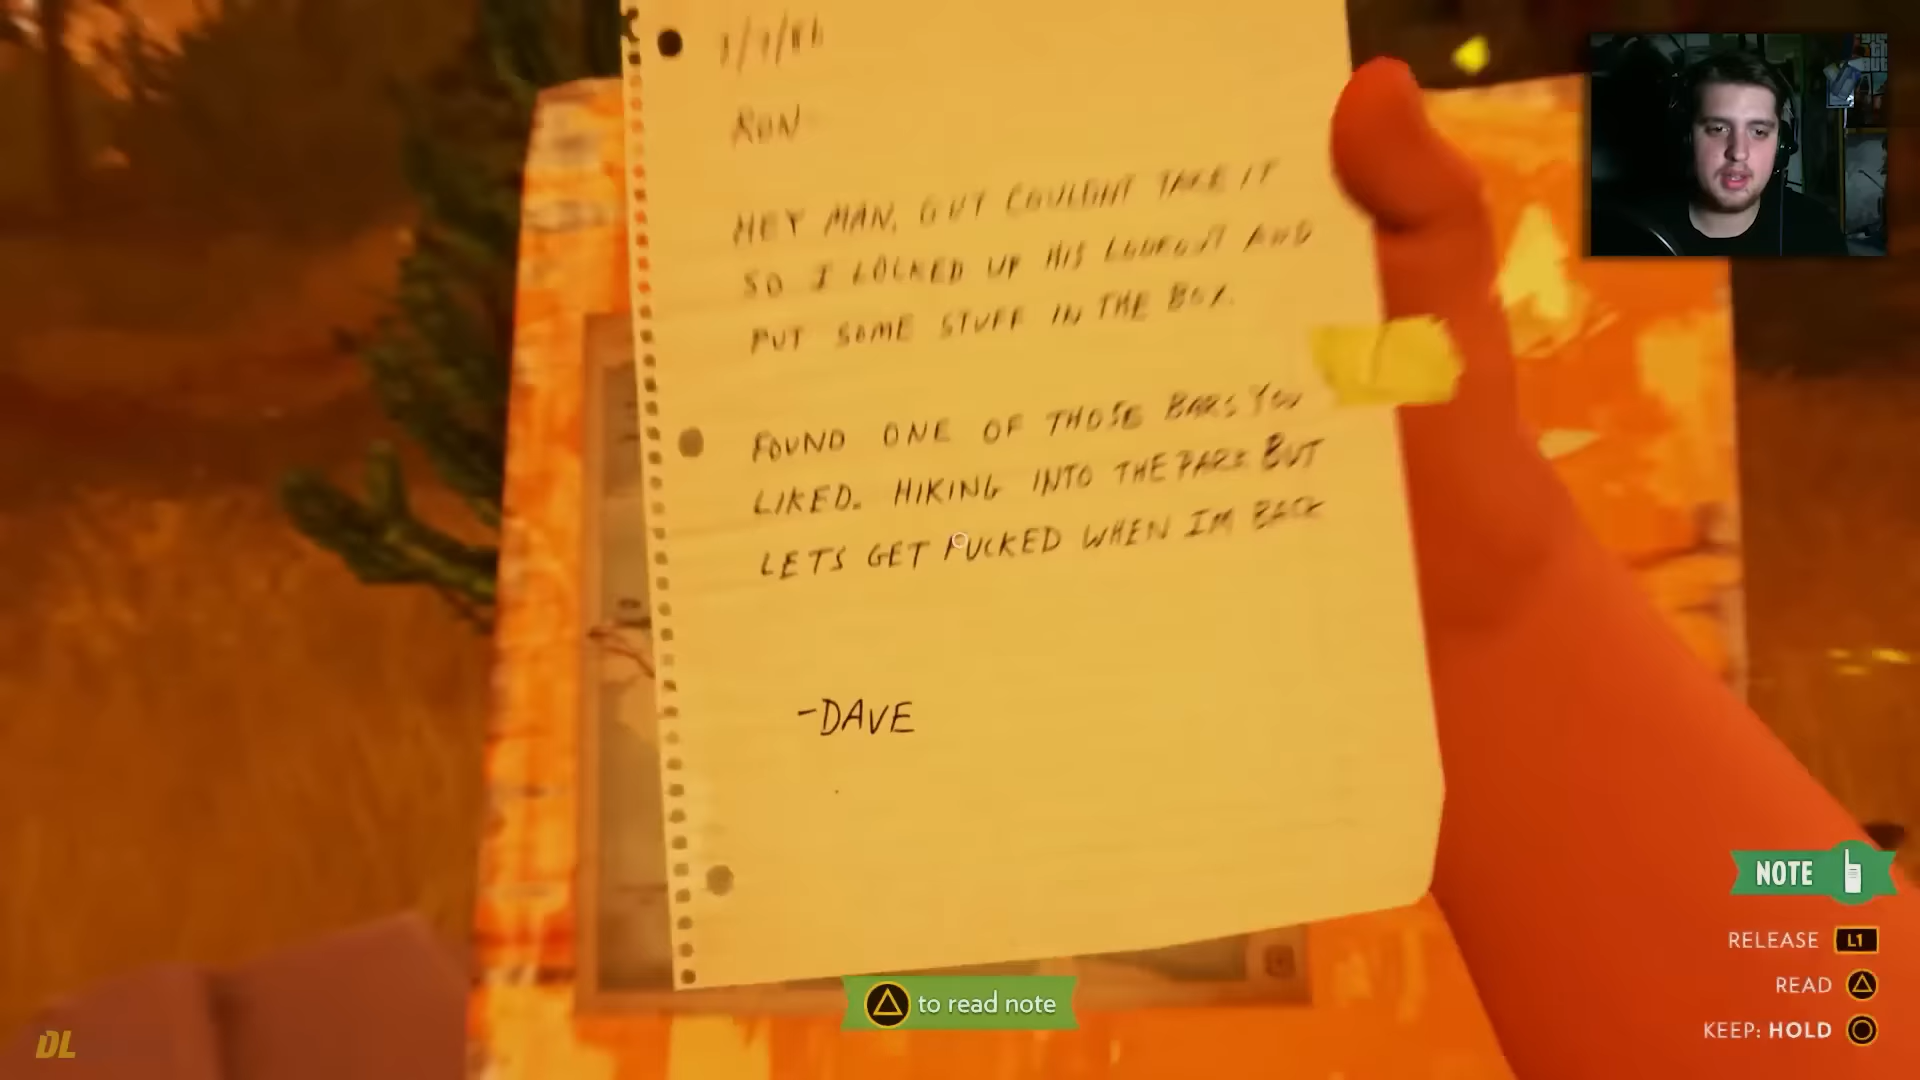 RON-
HEY MAN, GUY COULDNT TAKE IT
SO I LOCKED UP HIS LOOKOUT AND
PUT SOME STUFF IN THE BOX.
FOUND ONE OF THOSE BARS YOU
LIKED. HIKING INTO THE PARK BUT
LETS GET FUCKED WHEN IM BACK
-DAVE
NOTE
RELEASE L1
READ
KEEP: HOLD
to read note
DL